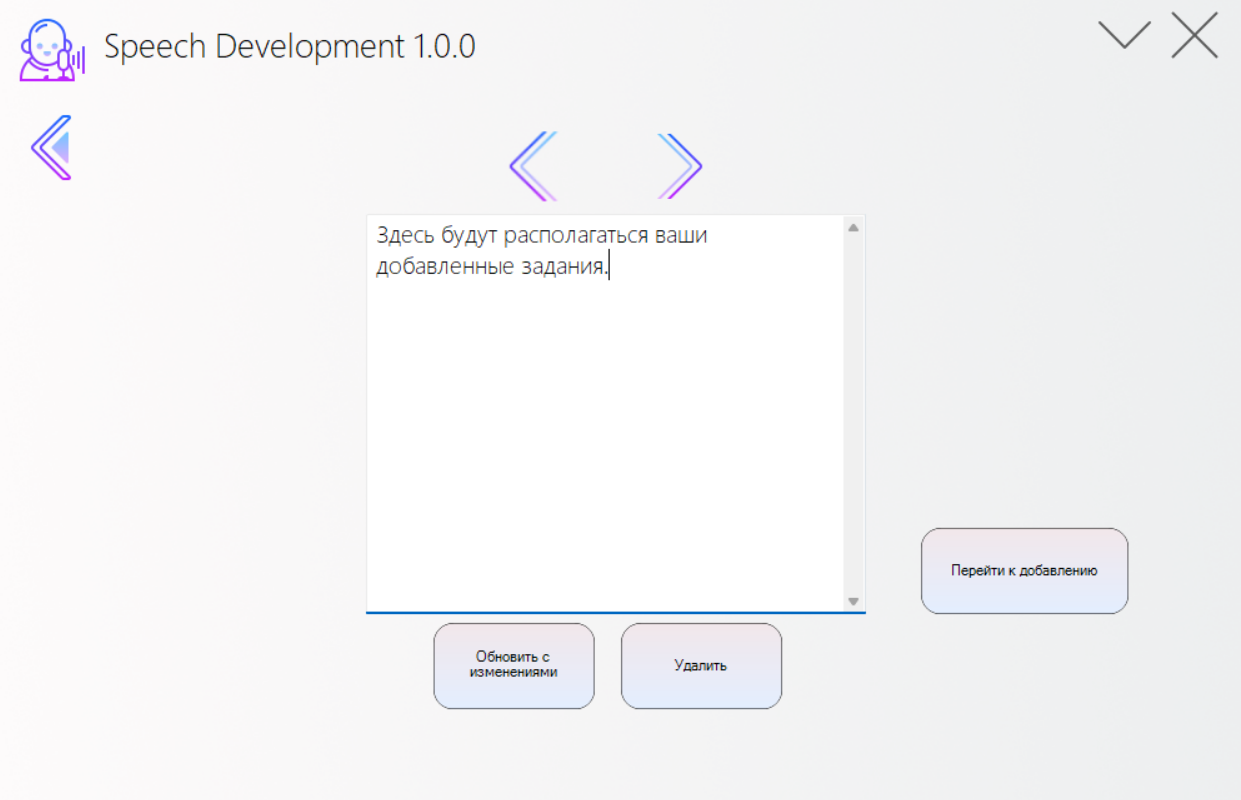 Speech Development 1.0.0
Здесь будут располагаться ваши
добавленные задания.
Перейти к добавлению
Обновить с
изменениями
Удалить